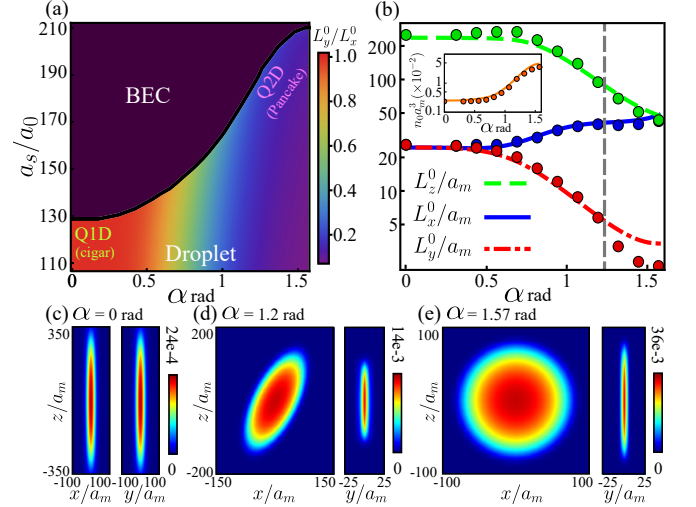 (a)
210
190
170
150
130
110
a_s/a_0
BEC
Q2D
(Pancake)
Q1D
(cigar)
Droplet
0
0.5
1.0
1.5
α rad
L_y^0/L_x^0
1.0
0.8
0.6
0.4
0.2
(b)
200
100
50
20
10
5
n_0a_m^3(×10^-2)
5
1
0.5
0.1
0
0.5
1.0
1.5
α rad
L_z^0/a_m
L_x^0/a_m
L_y^0/a_m
0
0.5
1.0
1.5
α rad
(c) α = 0 rad
350
-350
z/a_m
-100
100
-100
100
x/a_m
y/a_m
24e-4
0
(d) α = 1.2 rad
200
-200
z/a_m
150
x/a_m
-25
25
y/a_m
14e-3
0
(e) α = 1.57 rad
100
-100
z/a_m
-100
100
x/a_m
-25
25
y/a_m
36e-3
0